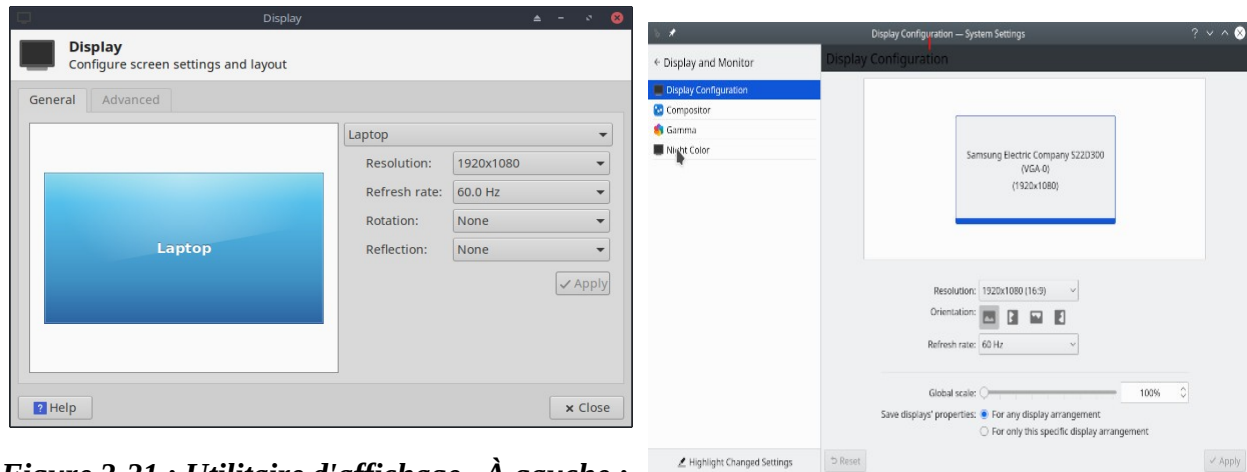 Display
Display
Configure screen settings and layout
General Advanced
Laptop
Laptop
Resolution: 1920x1080
Refresh rate: 60.0 Hz
Rotation: None
Reflection: None
Apply
? Help
× Close
Display Configuration — System Settings
Display and Monitor
Display Configuration
Compositor
Gamma
Night Color
Highlight Changed Settings
Display Configuration
Samsung Electric Company S22D300
(VGA-0)
(1920x1080)
Resolution: 1920x1080 (16:9)
Orientation:
Refresh rate: 60 Hz
Global scale: 100%
Save displays' properties: For any display arrangement
For only this specific display arrangement
Reset
Apply
Figure 2-21 : Utilitaire d'affichage - À gauche :